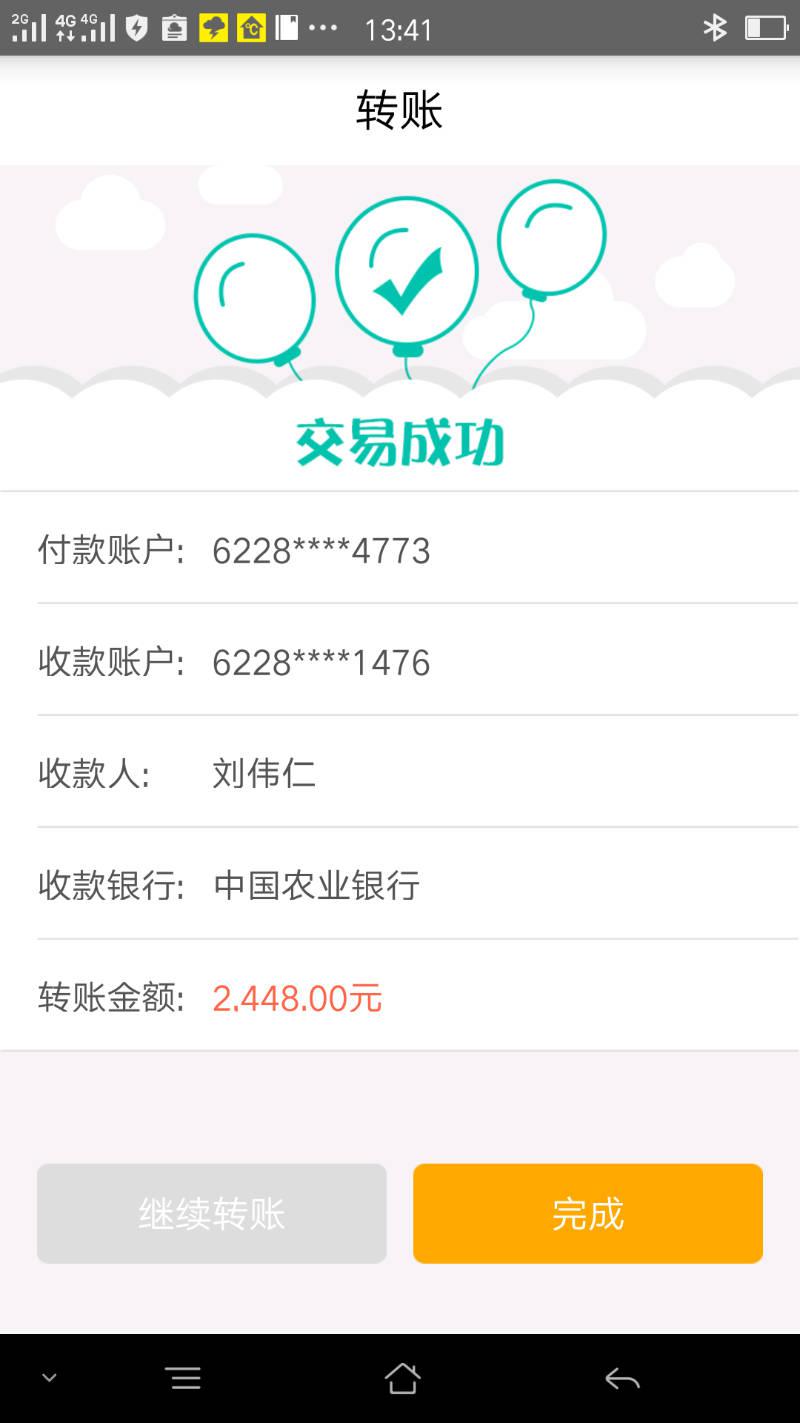 2G 4G 4G ℃ 13:41
转账
交易成功
付款账户: 6228****4773
收款账户: 6228****1476
收款人: 刘伟仁
收款银行: 中国农业银行
转账金额: 2,448.00元
继续转账 完成